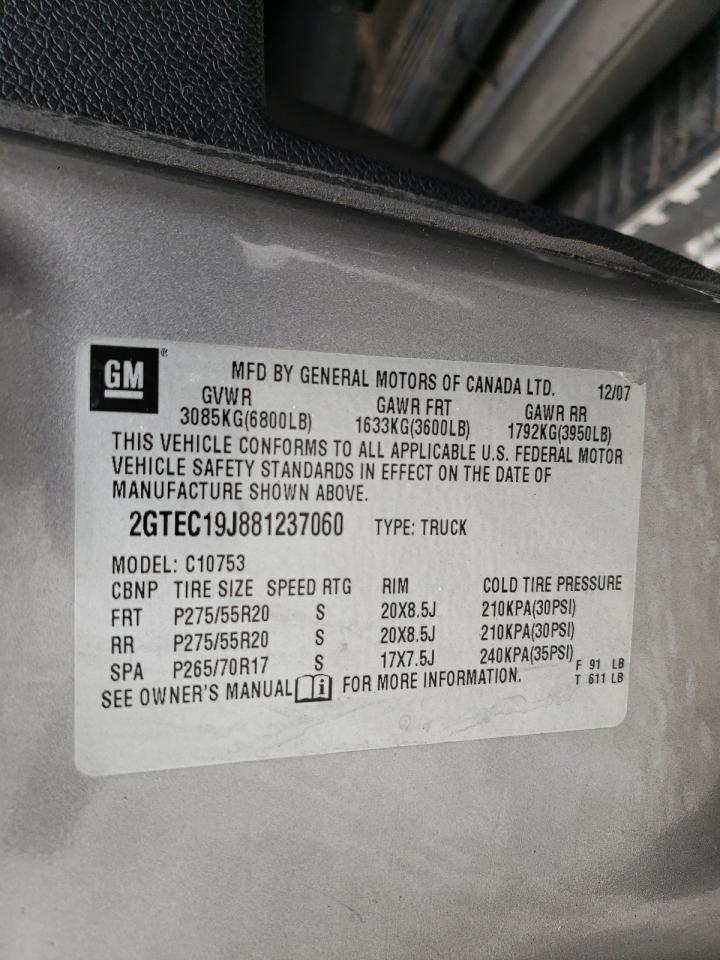 GM ®
MFD BY GENERAL MOTORS OF CANADA LTD. 12/07
GVWR GAWR FRT GAWR RR
3085KG(6800LB) 1633KG(3600LB) 1792KG(3950LB)
THIS VEHICLE CONFORMS TO ALL APPLICABLE U.S. FEDERAL MOTOR
VEHICLE SAFETY STANDARDS IN EFFECT ON THE DATE OF
MANUFACTURE SHOWN ABOVE.
2GTEC19J881237060 TYPE: TRUCK
MODEL: C10753
CBNP TIRE SIZE SPEED RTG RIM COLD TIRE PRESSURE
FRT P275/55R20 S 20X8.5J 210KPA(30PSI)
RR P275/55R20 S 20X8.5J 210KPA(30PSI)
SPA P265/70R17 S 17X7.5J 240KPA(35PSI) F 91 LB
SEE OWNER'S MANUAL i FOR MORE INFORMATION. T 611 LB